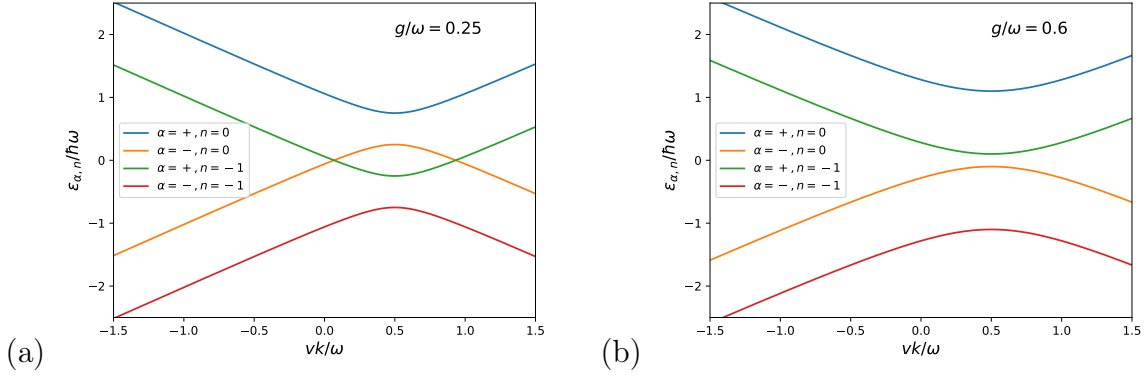 g/ω = 0.25
ε_{α,n}/ħω
2
1
0
−1
−2
α = +, n = 0
α = −, n = 0
α = +, n = −1
α = −, n = −1
−1.5 −1.0 −0.5 0.0 0.5 1.0 1.5
vk/ω
(a)
g/ω = 0.6
ε_{α,n}/ħω
2
1
0
−1
−2
α = +, n = 0
α = −, n = 0
α = +, n = −1
α = −, n = −1
−1.5 −1.0 −0.5 0.0 0.5 1.0 1.5
vk/ω
(b)